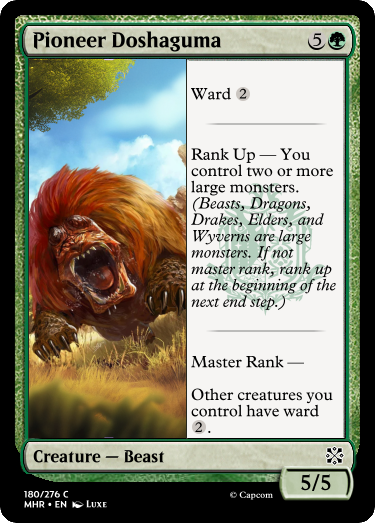 Pioneer Doshaguma 5
Ward 2
Rank Up — You
control two or more
large monsters.
(Beasts, Dragons,
Drakes, Elders, and
Wyverns are large
monsters. If not
master rank, rank up
at the beginning of the
next end step.)
Master Rank —
Other creatures you
control have ward
2.
Creature — Beast
5/5
180/276 C
MHR • EN Luxe
© Capcom